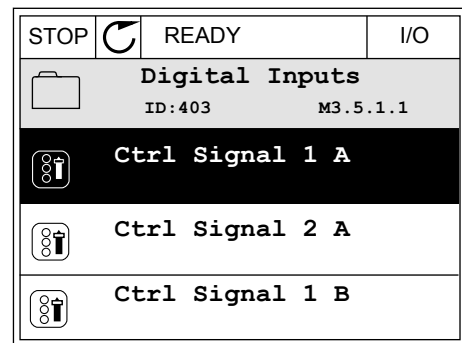 STOP READY I/O
Digital Inputs
ID:403 M3.5.1.1
Ctrl Signal 1 A
Ctrl Signal 2 A
Ctrl Signal 1 B